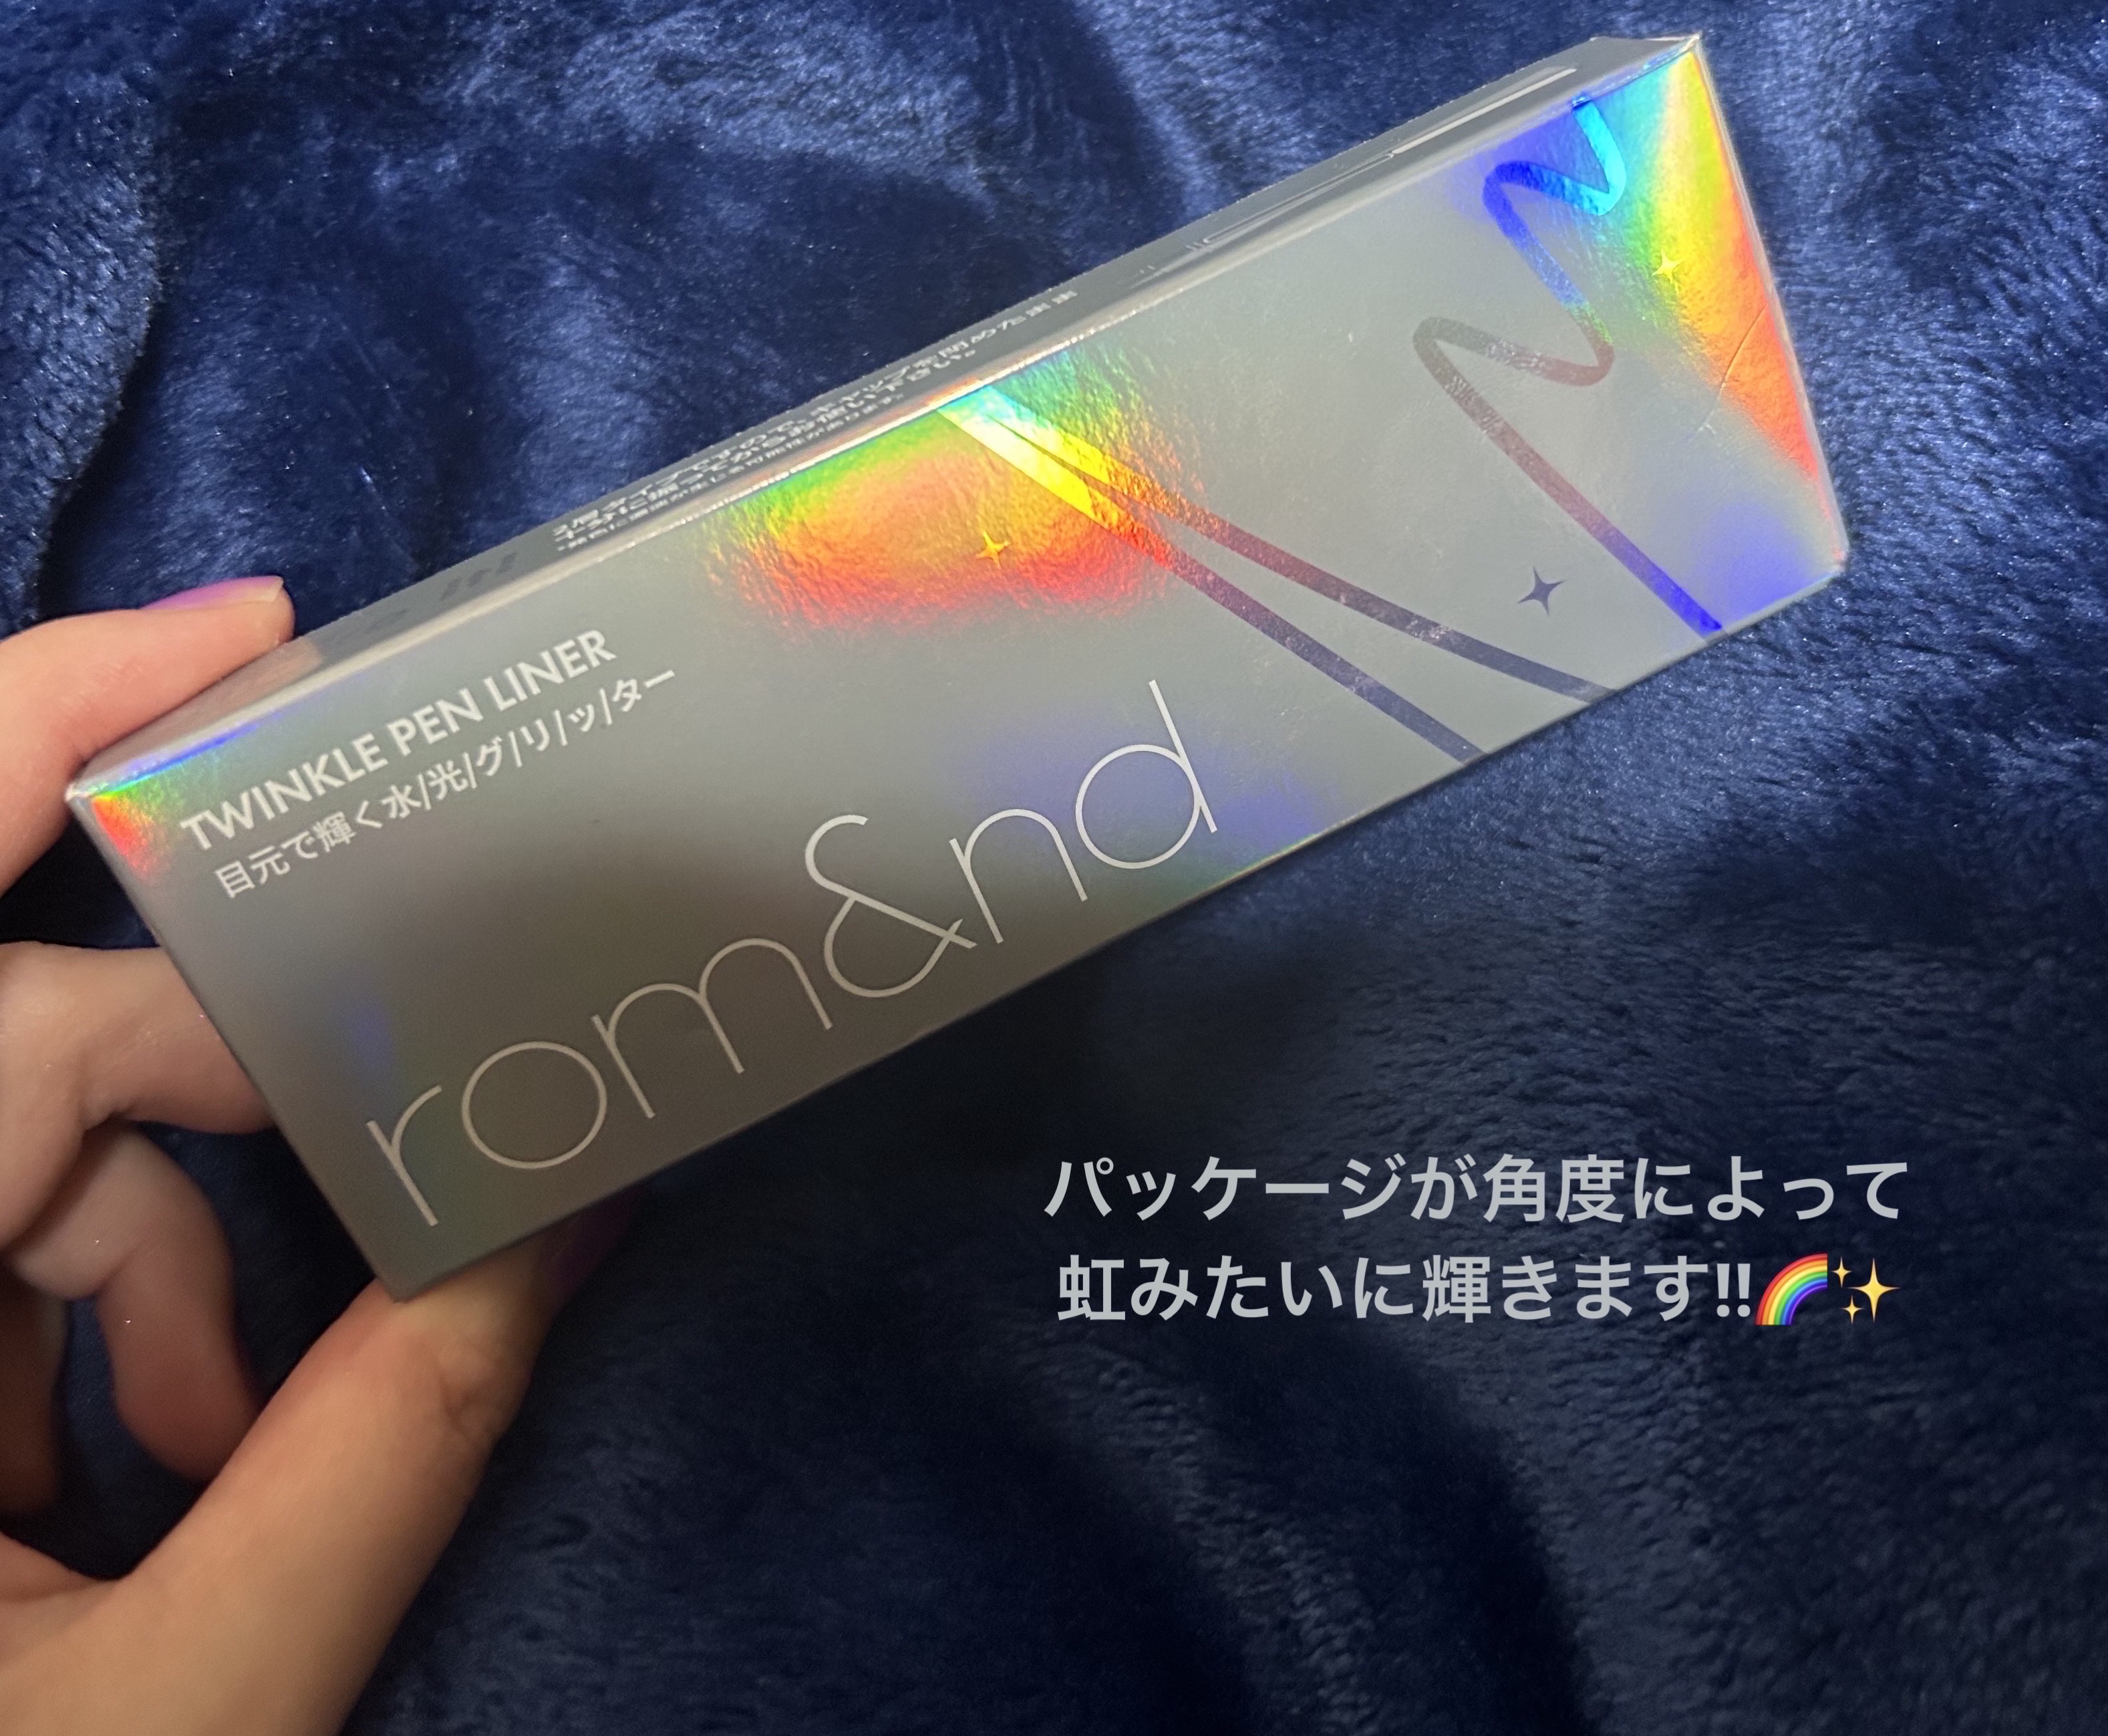 TWINKLE PEN LINER
目元で輝く水/光/グ/リ/ッ/ター
rom&nd
パッケージが角度によって
虹みたいに輝きます‼🌈✨